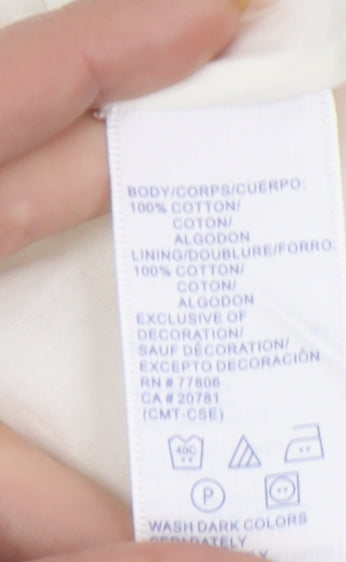 BODY/CORPS/CUERPO:
100% COTTON/
COTON/
ALGODON
LINING/DOUBLURE/FORRO:
100% COTTON/
COTON/
ALGODON
EXCLUSIVE OF
DECORATION/
SAUF DÉCORATION/
EXCEPTO DECORACIÓN
RN # 77806
CA # 20781
(CMT-CSE)
40C
P
WASH DARK COLORS
SEPARATELY